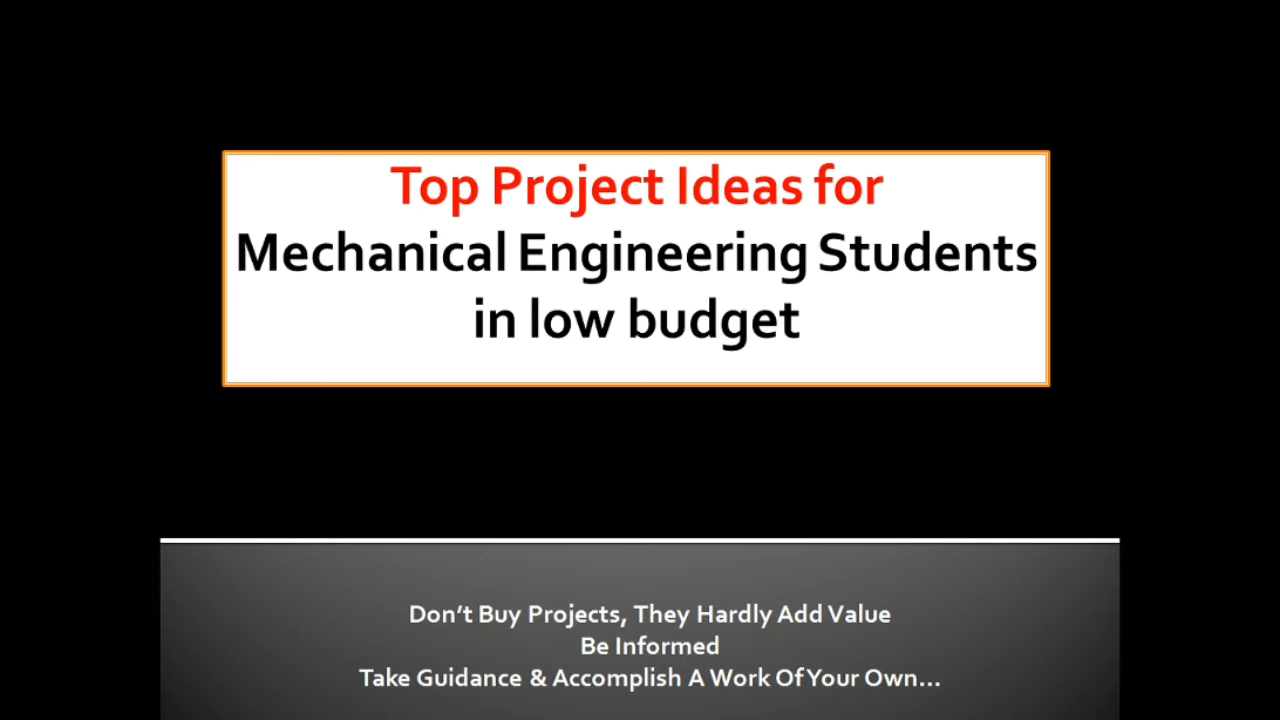 Top Project Ideas for
Mechanical Engineering Students
in low budget
Don't Buy Projects, They Hardly Add Value
Be Informed
Take Guidance & Accomplish A Work Of Your Own...